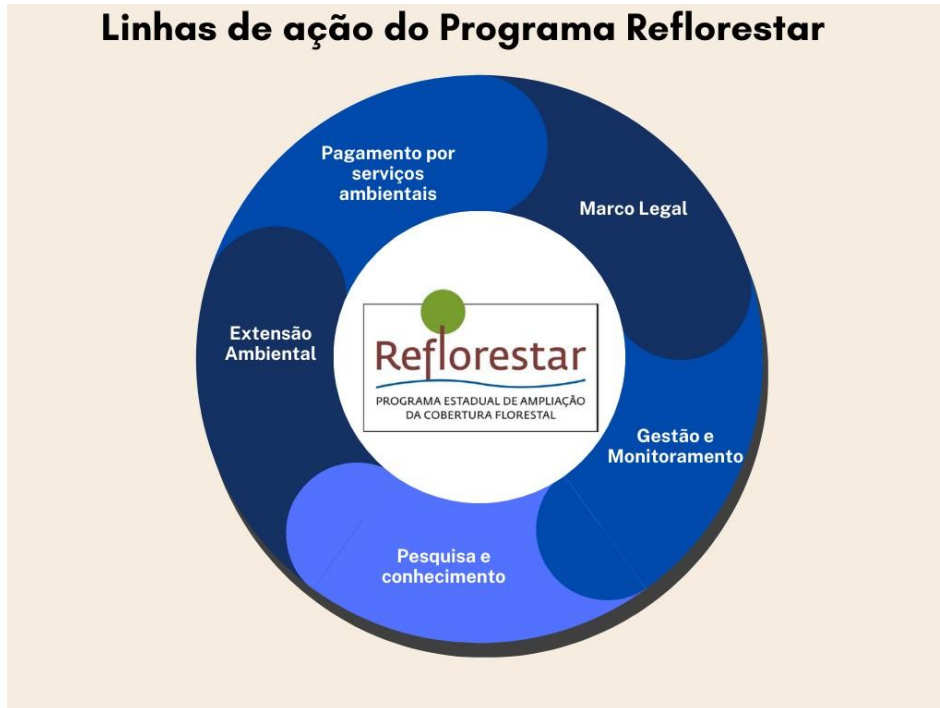 Linhas de ação do Programa Reflorestar
Pagamento por
serviços
ambientais
Marco Legal
Extensão
Ambiental
Reflorestar
PROGRAMA ESTADUAL DE AMPLIAÇÃO
DA COBERTURA FLORESTAL
Gestão e
Monitoramento
Pesquisa e
conhecimento